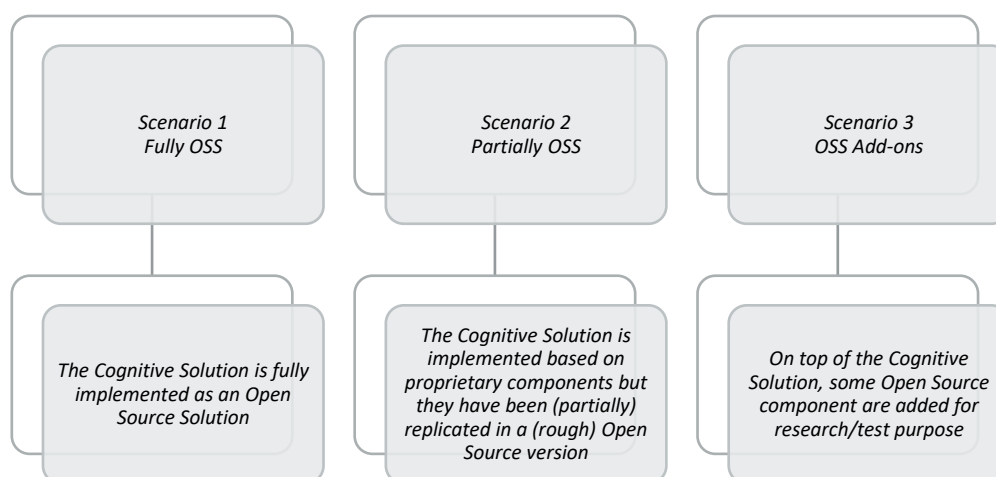 Scenario 1
Fully OSS
Scenario 2
Partially OSS
Scenario 3
OSS Add-ons
The Cognitive Solution is fully
implemented as an Open
Source Solution
The Cognitive Solution is
implemented based on
proprietary components but
they have been (partially)
replicated in a (rough) Open
Source version
On top of the Cognitive
Solution, some Open Source
component are added for
research/test purpose